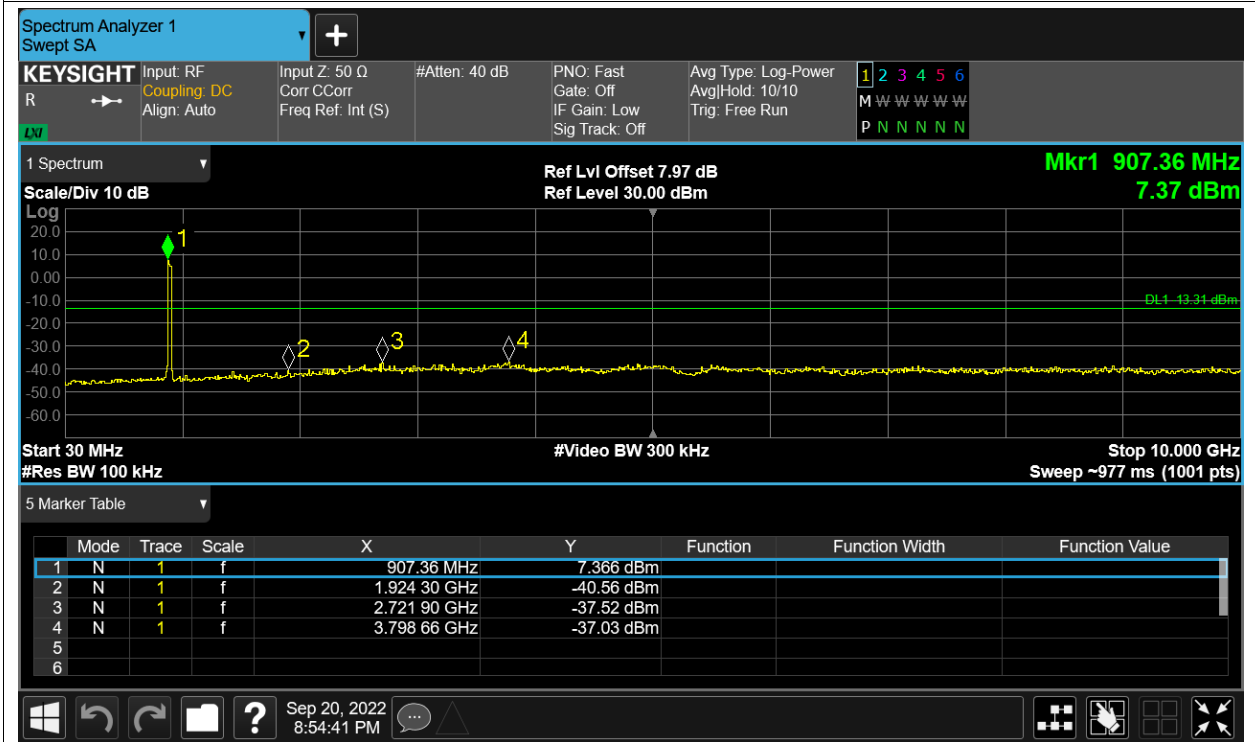 Spectrum Analyzer 1
Swept SA
+
KEYSIGHT Input: RF Input Z: 50 Ω #Atten: 40 dB PNO: Fast Avg Type: Log-Power 1 2 3 4 5 6
R Coupling: DC Corr CCorr Gate: Off Avg|Hold: 10/10 M W W W W W
Align: Auto Freq Ref: Int (S) IF Gain: Low Trig: Free Run P N N N N N
LXI Sig Track: Off
1 Spectrum Ref Lvl Offset 7.97 dB Mkr1 907.36 MHz
Scale/Div 10 dB Ref Level 30.00 dBm 7.37 dBm
Log
20.0
1
10.0
0.00
-10.0 DL1 -13.31 dBm
-20.0
-30.0 2 3 4
-40.0
-50.0
-60.0
Start 30 MHz #Video BW 300 kHz Stop 10.000 GHz
#Res BW 100 kHz Sweep ~977 ms (1001 pts)
5 Marker Table
Mode Trace Scale X Y Function Function Width Function Value
1 N 1 f 907.36 MHz 7.366 dBm
2 N 1 f 1.924 30 GHz -40.56 dBm
3 N 1 f 2.721 90 GHz -37.52 dBm
4 N 1 f 3.798 66 GHz -37.03 dBm
5
6
? Sep 20, 2022
8:54:41 PM